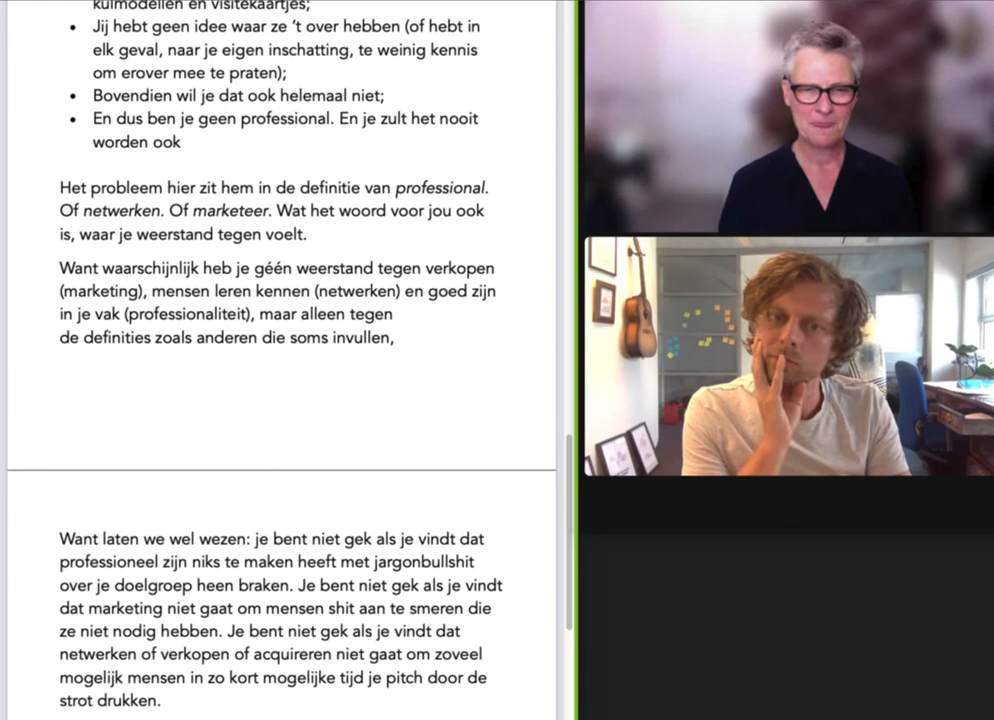 kulmodellen en visitekaartjes;
• Jij hebt geen idee waar ze ’t over hebben (of hebt in
elk geval, naar je eigen inschatting, te weinig kennis
om erover mee te praten);
• Bovendien wil je dat ook helemaal niet;
• En dus ben je geen professional. En je zult het nooit
worden ook
Het probleem hier zit hem in de definitie van professional.
Of netwerken. Of marketeer. Wat het woord voor jou ook
is, waar je weerstand tegen voelt.
Want waarschijnlijk heb je géén weerstand tegen verkopen
(marketing), mensen leren kennen (netwerken) en goed zijn
in je vak (professionaliteit), maar alleen tegen
de definities zoals anderen die soms invullen,
Want laten we wel wezen: je bent niet gek als je vindt dat
professioneel zijn niks te maken heeft met jargonbullshit
over je doelgroep heen braken. Je bent niet gek als je vindt
dat marketing niet gaat om mensen shit aan te smeren die
ze niet nodig hebben. Je bent niet gek als je vindt dat
netwerken of verkopen of acquireren niet gaat om zoveel
mogelijk mensen in zo kort mogelijke tijd je pitch door de
strot drukken.